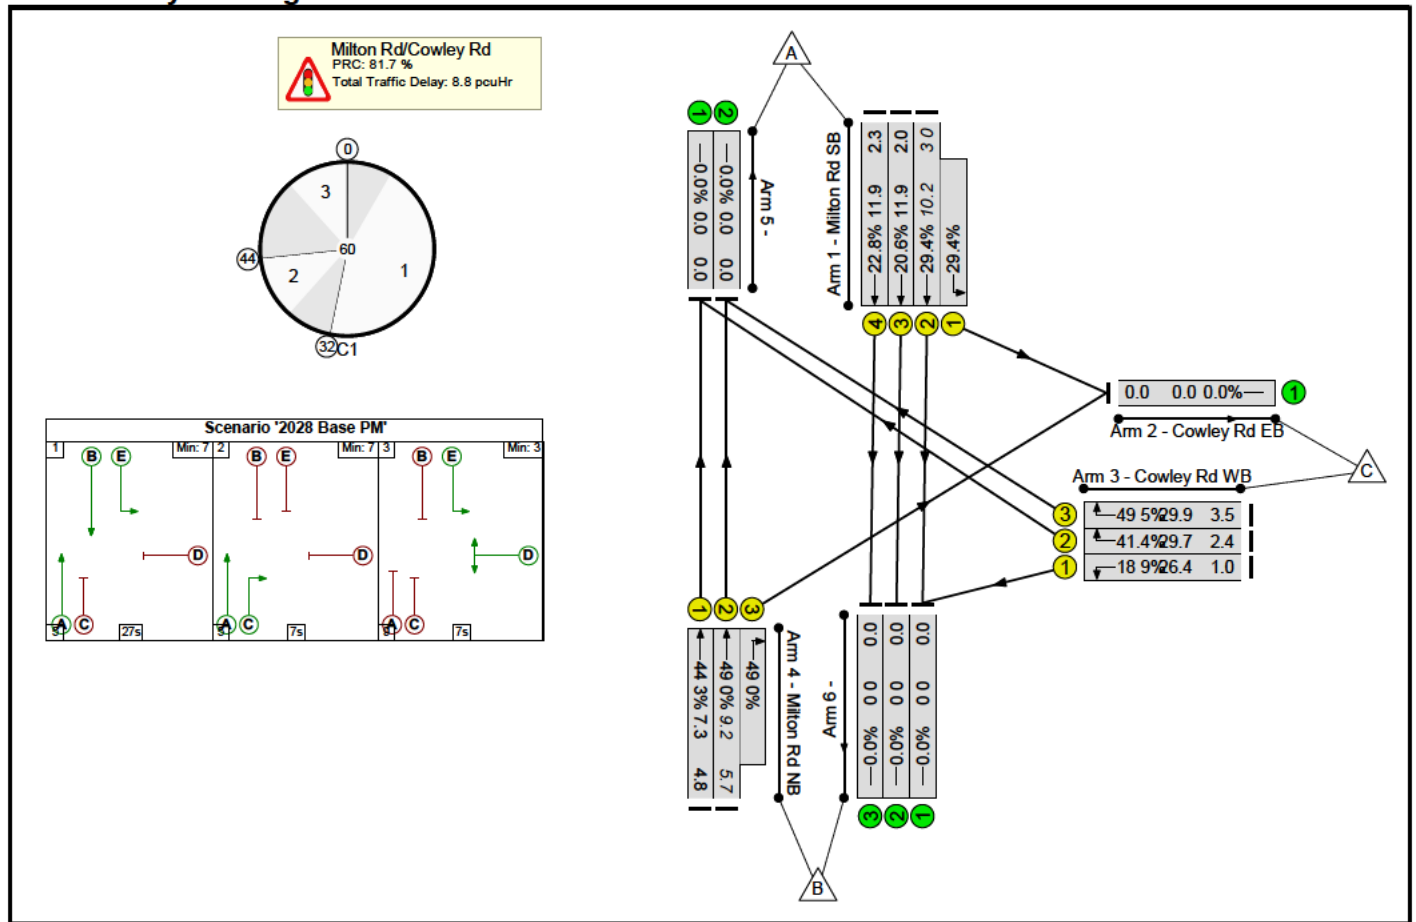 Milton Rd/Cowley Rd
PRC: 81.7 %
Total Traffic Delay: 8.8 pcuHr
0
3
60
44
2
1
32
C1
Scenario '2028 Base PM'
1 B E Min: 7
D
A C
5 27s
2 B E Min: 7
D
A C
5 7s
3 B E Min: 3
D
A C
7s
A
1 2
0.0% 0.0 0.0
0.0% 0.0 0.0
Arm 5 -
Arm 1 - Milton Rd SB
22.8% 11.9 2.3
20.6% 11.9 2.0
29.4% 10.2 3 0
29.4%
4 3 2 1
0.0 0.0 0.0% 1
Arm 2 - Cowley Rd EB
C
Arm 3 - Cowley Rd WB
3 49 5% 29.9 3.5
2 41.4% 29.7 2.4
1 18 9% 26.4 1.0
1 2 3
44 3% 7.3 4.8
49 0% 9.2 5.7
49 0%
Arm 4 - Milton Rd NB
Arm 6 -
0.0 0 0 0.0%
0.0 0 0 0.0%
0.0 0 0 0.0%
3 2 1
B